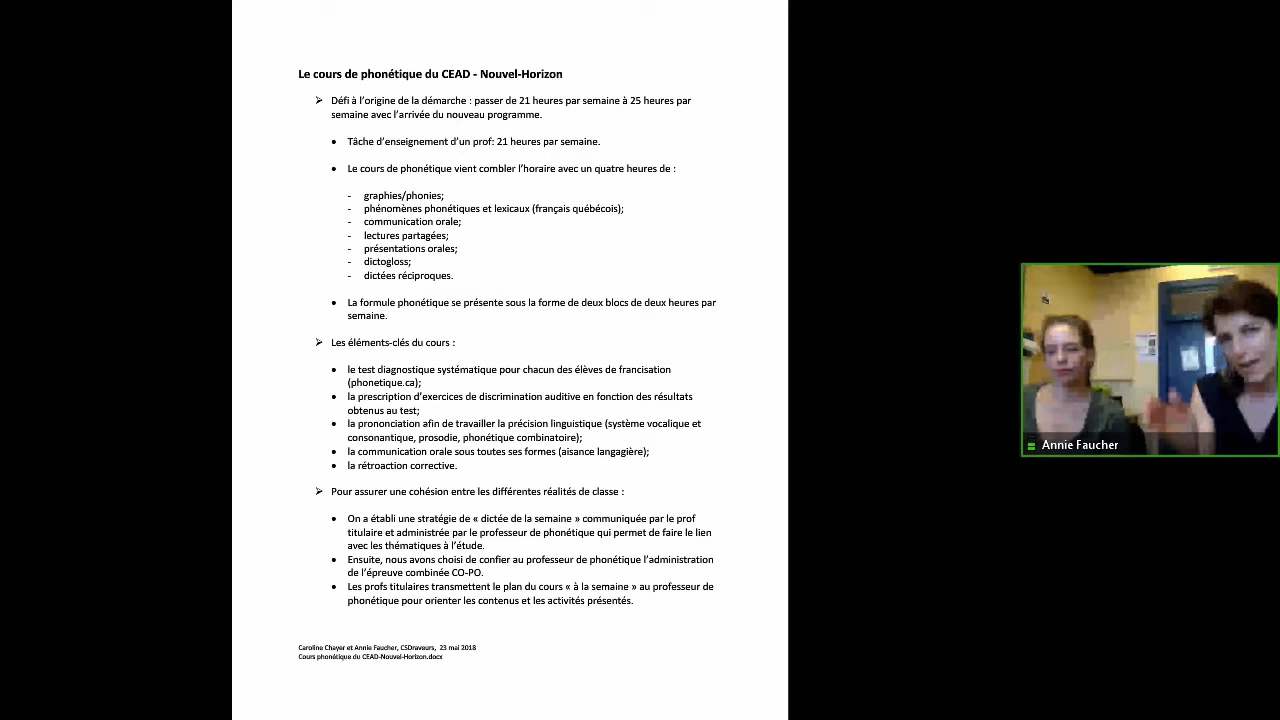 Le cours de phonétique du CEAD - Nouvel-Horizon
➢ Défi à l'origine de la démarche : passer de 21 heures par semaine à 25 heures par
semaine avec l'arrivée du nouveau programme.
• Tâche d'enseignement d'un prof: 21 heures par semaine.
• Le cours de phonétique vient combler l'horaire avec un quatre heures de :
- graphies/phonies;
- phénomènes phonétiques et lexicaux (français québécois);
- communication orale;
- lectures partagées;
- présentations orales;
- dictogloss;
- dictées réciproques.
• La formule phonétique se présente sous la forme de deux blocs de deux heures par
semaine.
➢ Les éléments-clés du cours :
• le test diagnostique systématique pour chacun des élèves de francisation
(phonetique.ca);
• la prescription d'exercices de discrimination auditive en fonction des résultats
obtenus au test;
• la prononciation afin de travailler la précision linguistique (système vocalique et
consonantique, prosodie, phonétique combinatoire);
• la communication orale sous toutes ses formes (aisance langagière);
• la rétroaction corrective.
➢ Pour assurer une cohésion entre les différentes réalités de classe :
• On a établi une stratégie de « dictée de la semaine » communiquée par le prof
titulaire et administrée par le professeur de phonétique qui permet de faire le lien
avec les thématiques à l'étude.
• Ensuite, nous avons choisi de confier au professeur de phonétique l'administration
de l'épreuve combinée CO-PO.
• Les profs titulaires transmettent le plan du cours « à la semaine » au professeur de
phonétique pour orienter les contenus et les activités présentés.
Caroline Chayer et Annie Faucher, CSDraveurs, 23 mai 2018
Cours phonétique du CEAD-Nouvel-Horizon.docx
Annie Faucher